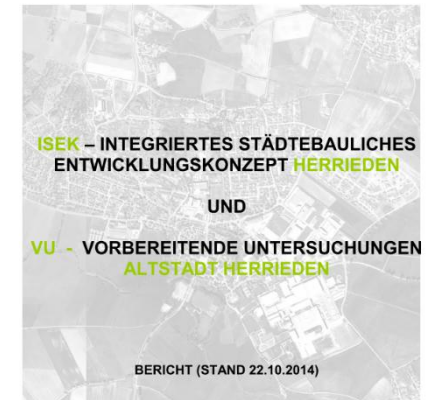 ISEK – INTEGRIERTES STÄDTEBAULICHES
ENTWICKLUNGSKONZEPT HERRIEDEN
UND
VU - VORBEREITENDE UNTERSUCHUNGEN
ALTSTADT HERRIEDEN
BERICHT (STAND 22.10.2014)